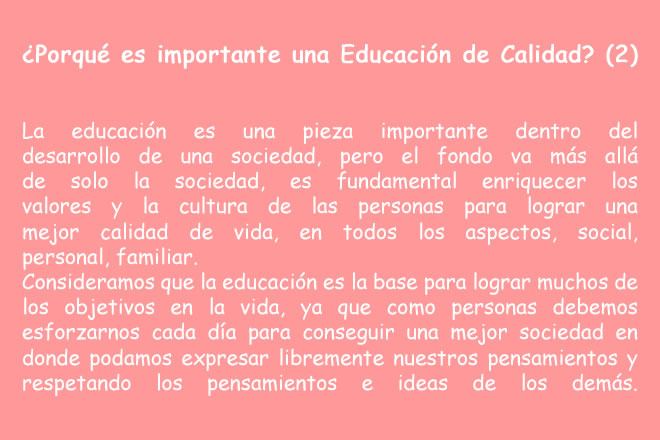 ¿Porqué es importante una Educación de Calidad? (2)
La educación es una pieza importante dentro del
desarrollo de una sociedad, pero el fondo va más allá
de solo la sociedad, es fundamental enriquecer los
valores y la cultura de las personas para lograr una
mejor calidad de vida, en todos los aspectos, social,
personal, familiar.
Consideramos que la educación es la base para lograr muchos de
los objetivos en la vida, ya que como personas debemos
esforzarnos cada día para conseguir una mejor sociedad en
donde podamos expresar libremente nuestros pensamientos y
respetando los pensamientos e ideas de los demás.